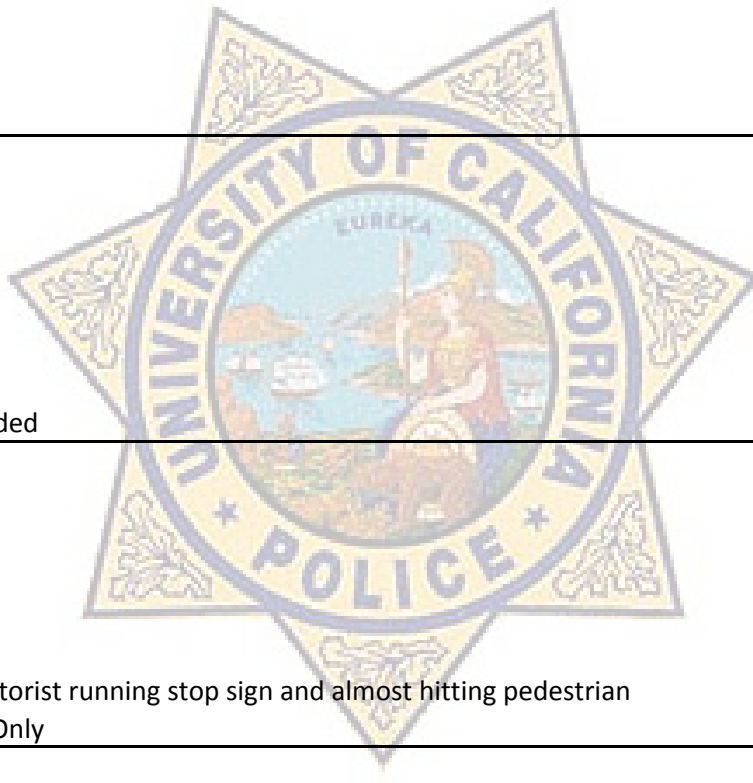 UNIVERSITY OF CALIFORNIA
EUREKA
ded
★ POLICE ★
torist running stop sign and almost hitting pedestrian
Only